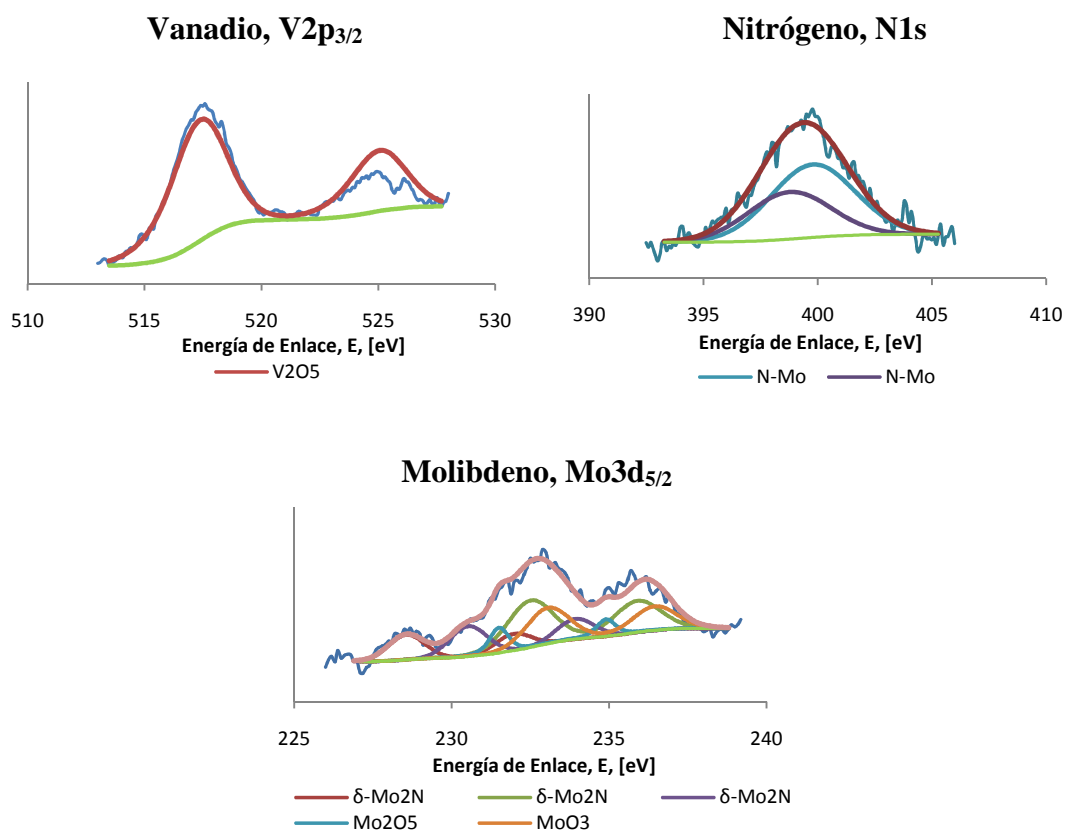 Vanadio, V2p3/2
Nitrógeno, N1s
510 515 520 525 530
Energía de Enlace, E, [eV]
V2O5
390 395 400 405 410
Energía de Enlace, E, [eV]
N-Mo N-Mo
Molibdeno, Mo3d5/2
225 230 235 240
Energía de Enlace, E, [eV]
δ-Mo2N δ-Mo2N δ-Mo2N
Mo2O5 MoO3